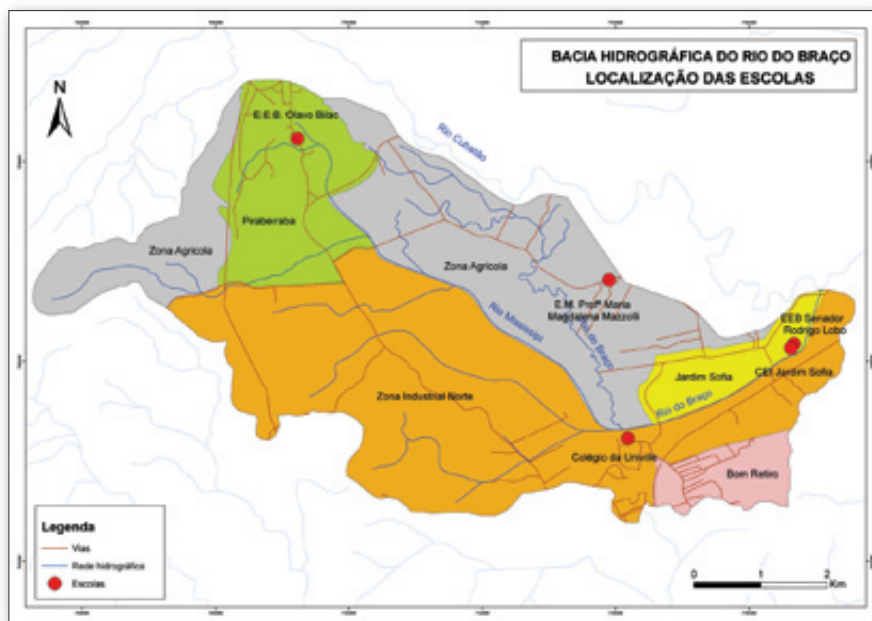 BACIA HIDROGRÁFICA DO RIO DO BRAÇO
LOCALIZAÇÃO DAS ESCOLAS
N
E.E.B. Olavo Bilac
Rio Cubatão
Pirabeiraba
Zona Agrícola
Zona Agrícola
E.M. Profª Maria
Magdalena Mazzolli
Rio Mississipi
Rio do Braço
EEB Senador
Rodrigo Lobo
Jardim Sofia
CEI Jardim Sofia
Rio do Braço
Zona Industrial Norte
Colégio da Univille
Bom Retiro
Legenda
Vias
Rede hidrográfica
Escolas
0 1 2
Km